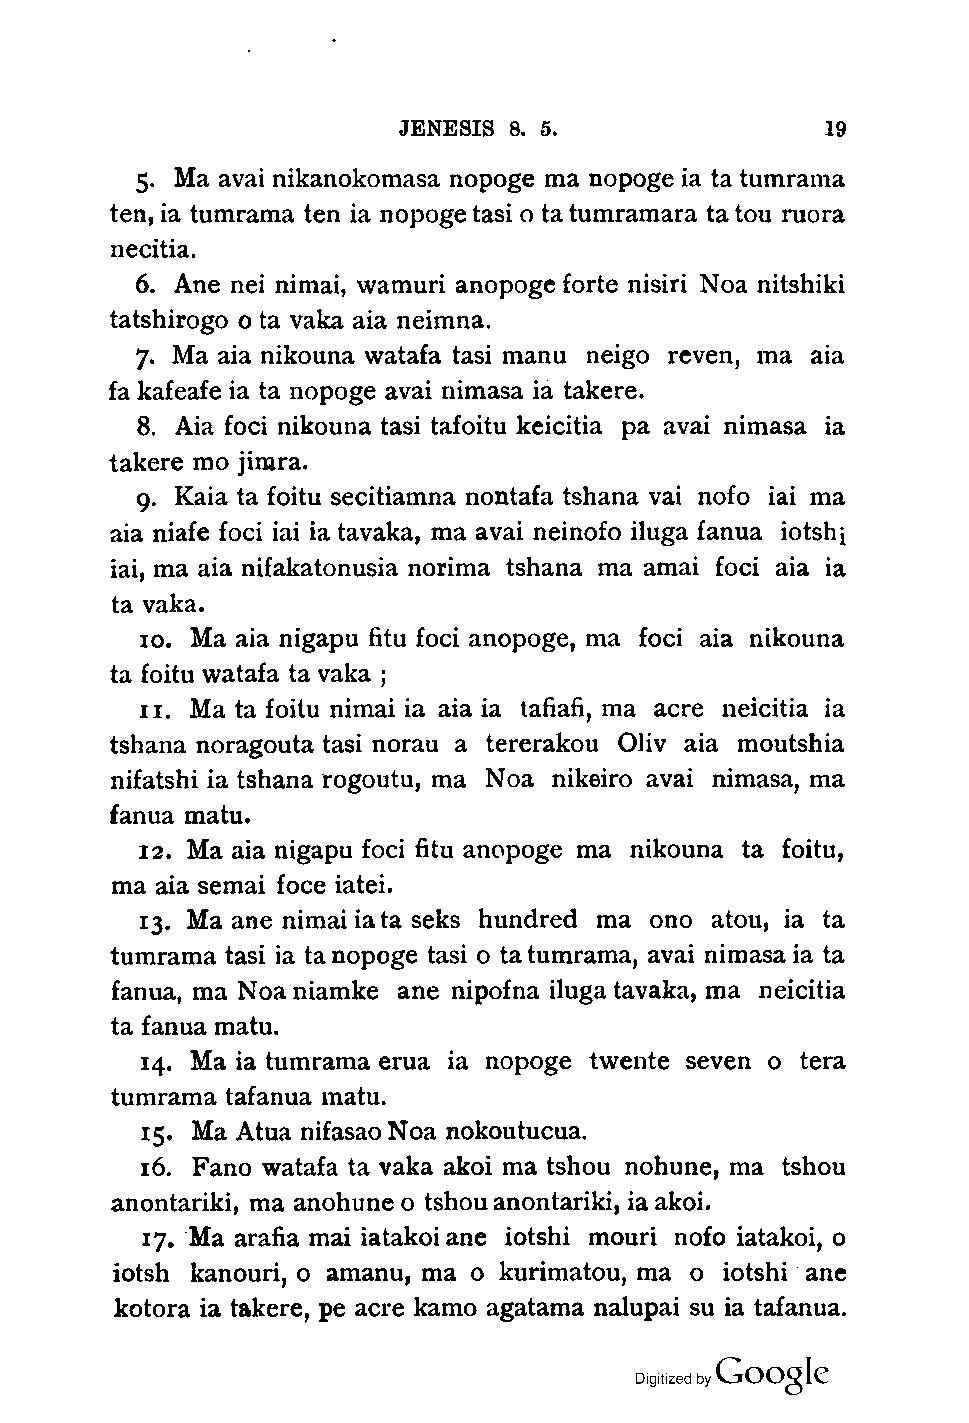 JENESIS 8. 5. 19
5. Ma avai nikanokomasa nopoge ma nopoge ia ta tumrama
ten, ia tumrama ten ia nopoge tasi o ta tumramara ta tou ruora
necitia.
6. Ane nei nimai, wamuri anopoge forte nisiri Noa nitshiki
tatshirogo o ta vaka aia neimna.
7. Ma aia nikouna watafa tasi manu neigo reven, ma aia
fa kafeafe ia ta nopoge avai nimasa ia takere.
8. Aia foci nikouna tasi tafoitu keicitia pa avai nimasa ia
takere mo jimra.
9. Kaia ta foitu secitiamna nontafa tshana vai nofo iai ma
aia niafe foci iai ia tavaka, ma avai neinofo iluga fanua iotshi
iai, ma aia nifakatonusia norima tshana ma amai foci aia ia
ta vaka.
10. Ma aia nigapu fitu foci anopoge, ma foci aia nikouna
ta foitu watafa ta vaka ;
11. Ma ta foitu nimai ia aia ia tafiafi, ma acre neicitia ia
tshana noragouta tasi norau a tererakou Oliv aia moutshia
nifatshi ia tshana rogoutu, ma Noa nikeiro avai nimasa, ma
fanua matu.
12. Ma aia nigapu foci fitu anopoge ma nikouna ta foitu,
ma aia semai foce iatei.
13. Ma ane nimai ia ta seks hundred ma ono atou, ia ta
tumrama tasi ia ta nopoge tasi o ta tumrama, avai nimasa ia ta
fanua, ma Noa niamke ane nipofna iluga tavaka, ma neicitia
ta fanua matu.
14. Ma ia tumrama erua ia nopoge twente seven o tera
tumrama tafanua matu.
15. Ma Atua nifasao Noa nokoutucua.
16. Fano watafa ta vaka akoi ma tshou nohune, ma tshou
anontariki, ma anohune o tshou anontariki, ia akoi.
17. Ma arafia mai iatakoi ane iotshi mouri nofo iatakoi, o
iotsh kanouri, o amanu, ma o kurimatou, ma o iotshi ane
kotora ia takere, pe acre kamo agatama nalupai su ia tafanua.
Digitized by Google